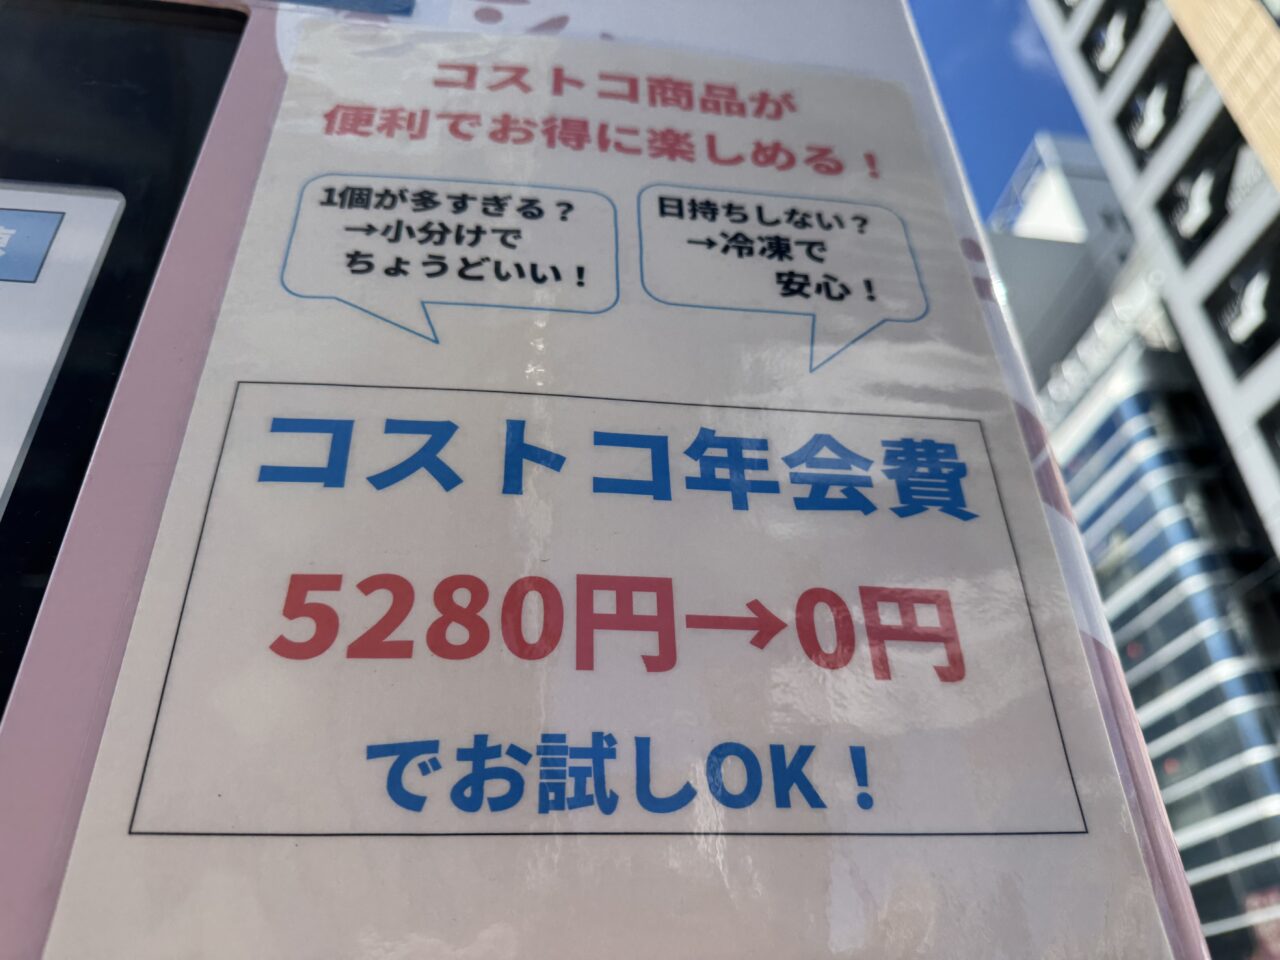 コストコ商品が
便利でお得に楽しめる！
1個が多すぎる？
→小分けで
ちょうどいい！
日持ちしない？
→冷凍で
安心！
コストコ年会費
5280円→0円
でお試しOK！